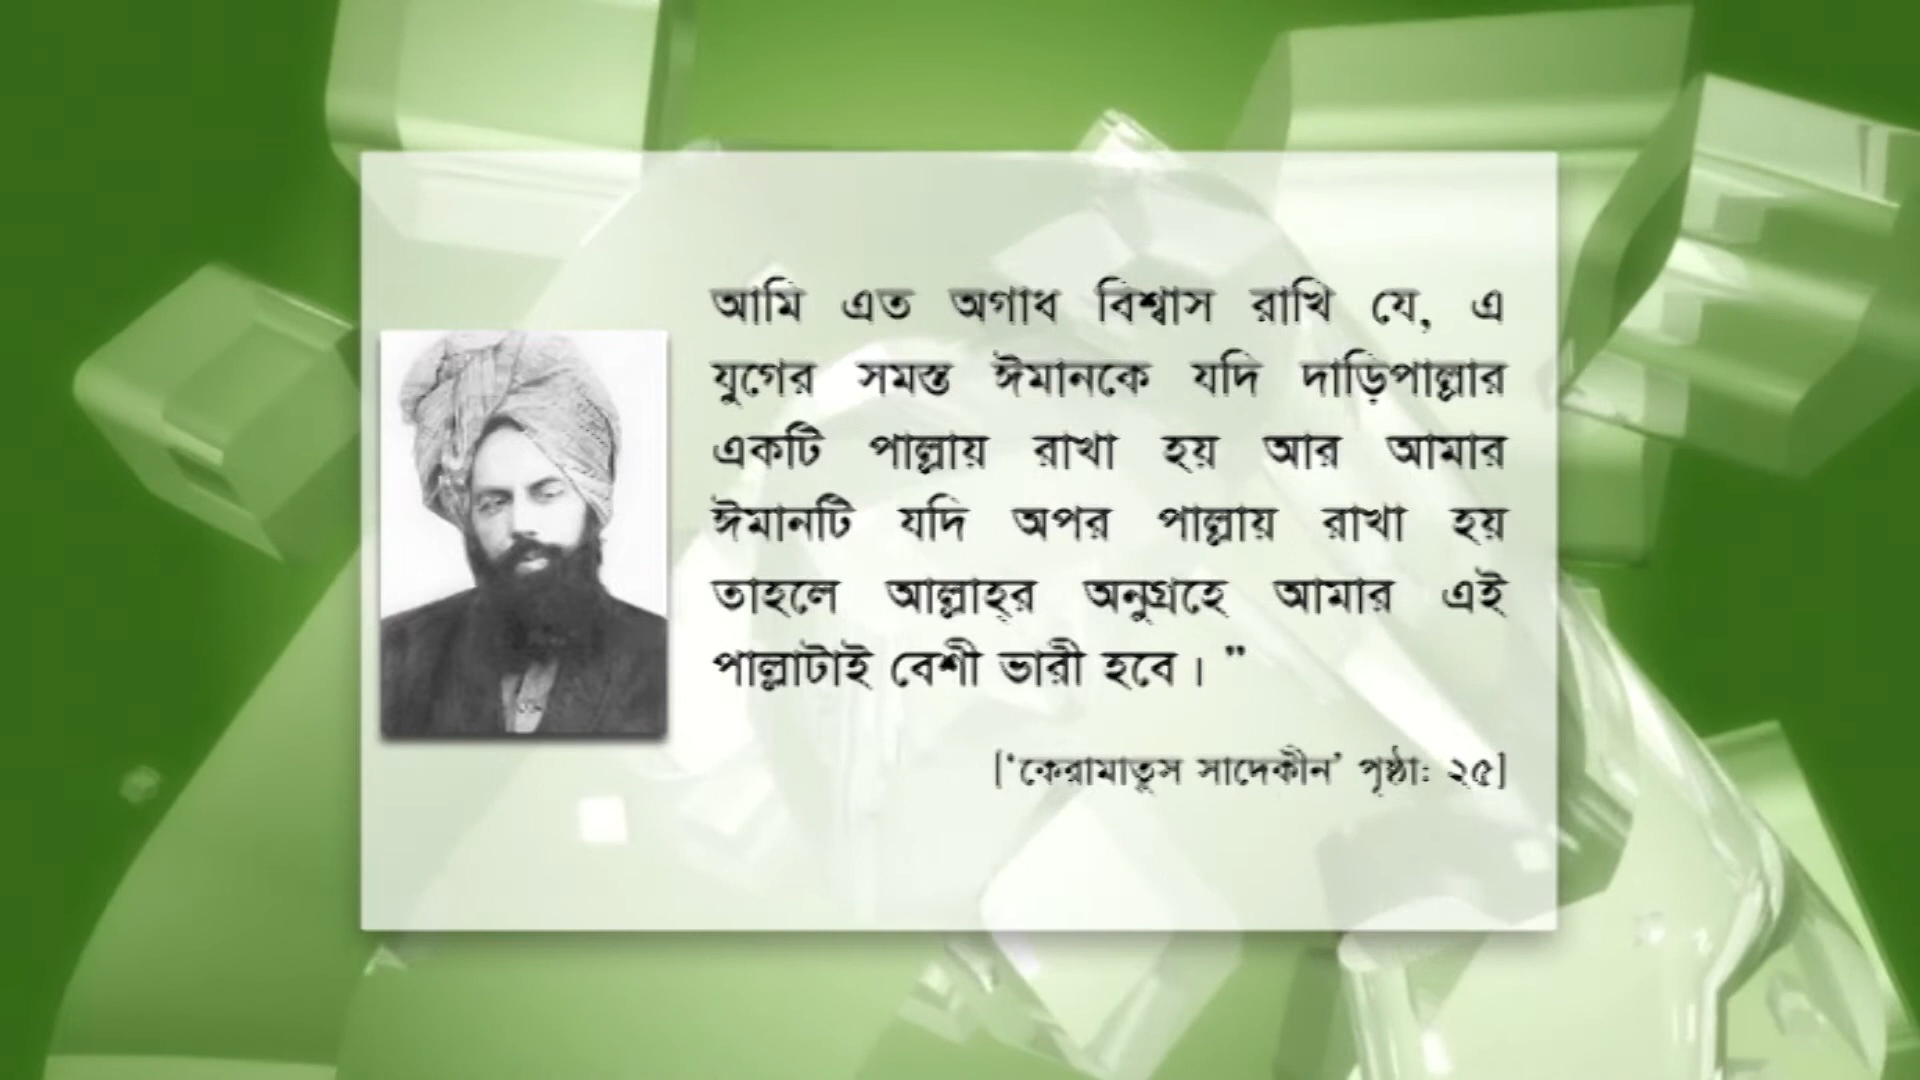 আমি এত অগাধ বিশ্বাস রাখি যে, এ
যুগের সমস্ত ঈমানকে যদি দাড়িপাল্লার
একটি পাল্লায় রাখা হয় আর আমার
ঈমানটি যদি অপর পাল্লায় রাখা হয়
তাহলে আল্লাহ্‌র অনুগ্রহে আমার এই
পাল্লাটাই বেশী ভারী হবে। ”
[‘কেরামাতুস সাদেকীন’ পৃষ্ঠা: ২৫]